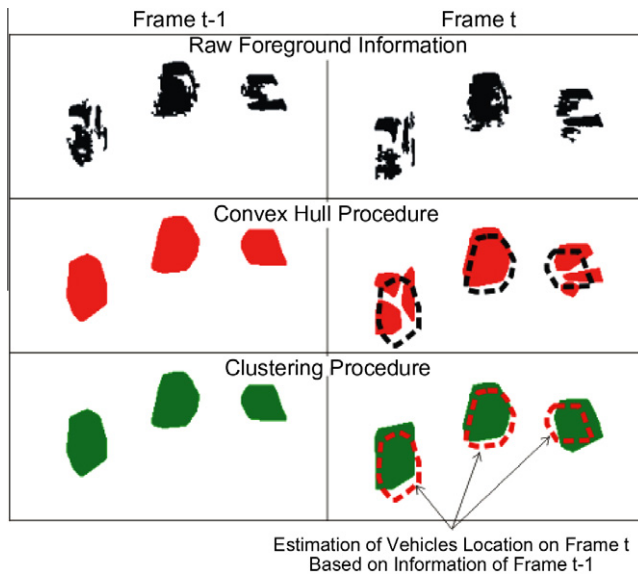 Frame t-1
Frame t
Raw Foreground Information
Convex Hull Procedure
Clustering Procedure
Estimation of Vehicles Location on Frame t
Based on Information of Frame t-1